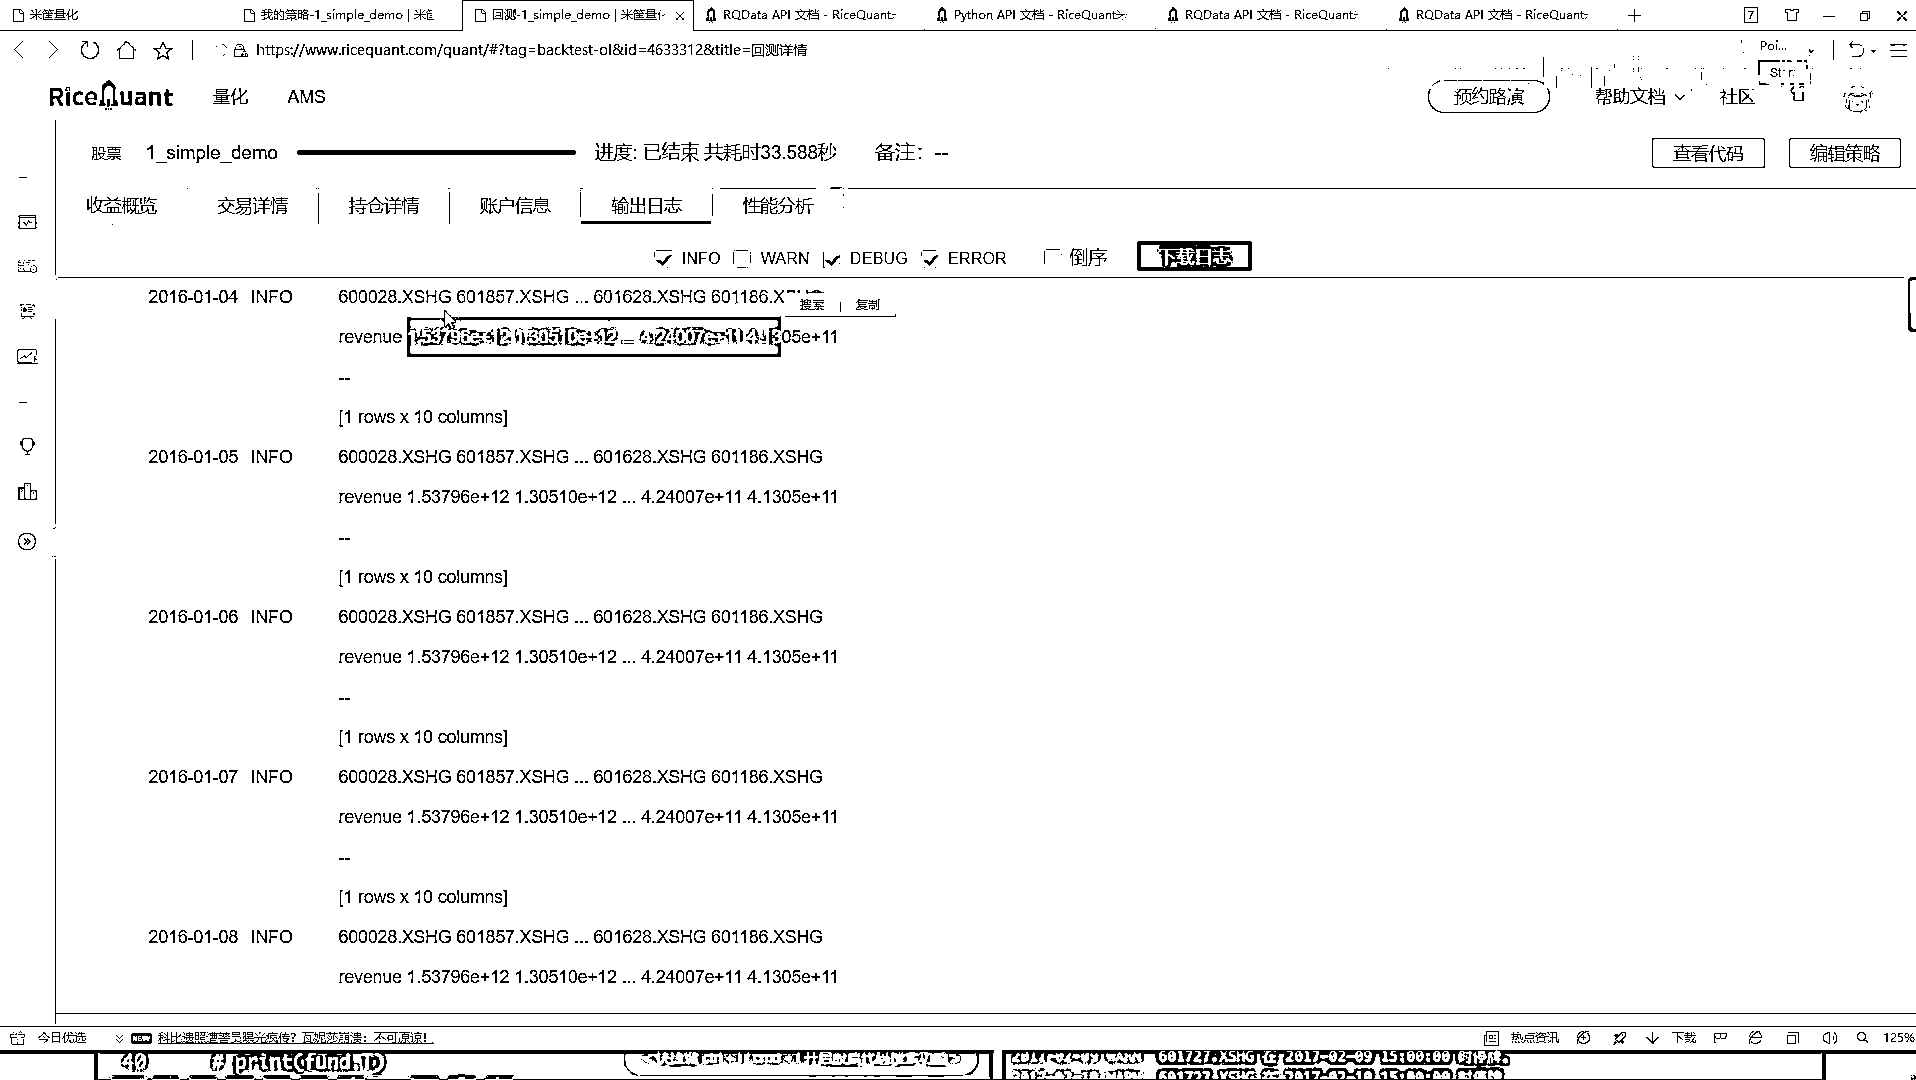 米筐量化
我的策略-1_simple_demo | 米筐
回测-1_simple_demo | 米筐量化
RQData API 文档 - RiceQuant
Python API 文档 - RiceQuant
RQData API 文档 - RiceQuant
RQData API 文档 - RiceQuant
7
https://www.ricequant.com/quant/#?tag=backtest-ol&id=4633312&title=回测详情
Poi...
RiceQuant
量化
AMS
预约路演
帮助文档
社区
股票
1_simple_demo
进度: 已结束 共耗时33.588秒
备注: --
查看代码
编辑策略
收益概览
交易详情
持仓详情
账户信息
输出日志
性能分析
INFO
WARN
DEBUG
ERROR
倒序
下载日志
2016-01-04 INFO 600028.XSHG 601857.XSHG ... 601628.XSHG 601186.XSHG
搜索 | 复制
revenue 1.53796e+12 1.30510e+12 ... 4.24007e+11 4.1305e+11
--
[1 rows x 10 columns]
2016-01-05 INFO 600028.XSHG 601857.XSHG ... 601628.XSHG 601186.XSHG
revenue 1.53796e+12 1.30510e+12 ... 4.24007e+11 4.1305e+11
--
[1 rows x 10 columns]
2016-01-06 INFO 600028.XSHG 601857.XSHG ... 601628.XSHG 601186.XSHG
revenue 1.53796e+12 1.30510e+12 ... 4.24007e+11 4.1305e+11
--
[1 rows x 10 columns]
2016-01-07 INFO 600028.XSHG 601857.XSHG ... 601628.XSHG 601186.XSHG
revenue 1.53796e+12 1.30510e+12 ... 4.24007e+11 4.1305e+11
--
[1 rows x 10 columns]
2016-01-08 INFO 600028.XSHG 601857.XSHG ... 601628.XSHG 601186.XSHG
revenue 1.53796e+12 1.30510e+12 ... 4.24007e+11 4.1305e+11
今日优选
NEW
科比遗照遭警员曝光疯传? 瓦妮莎崩溃: 不可原谅!
热点资讯
下载
125%
40 # print(fund.iD)
601727.XSHG 在 2017-02-09 15:00:00 时停牌.